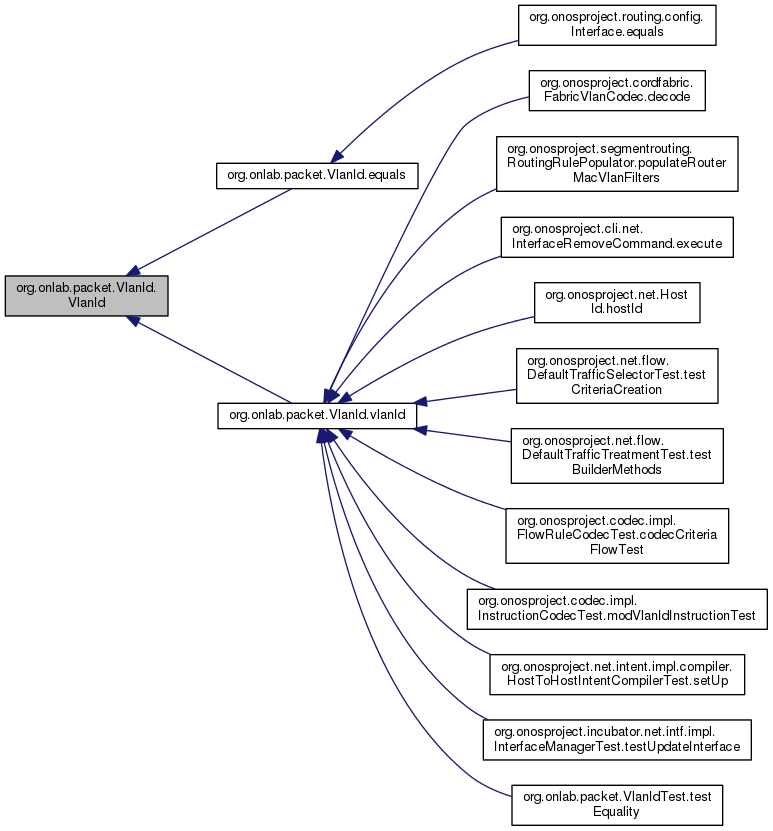 org.onosproject.routing.config.
Interface.equals
org.onosproject.cordfabric.
FabricVlanCodec.decode
org.onosproject.segmentrouting.
RoutingRulePopulator.populateRouter
MacVlanFilters
org.onlab.packet.VlanId.equals
org.onosproject.cli.net.
InterfaceRemoveCommand.execute
org.onlab.packet.VlanId.
VlanId
org.onosproject.net.Host
Id.hostId
org.onosproject.net.flow.
DefaultTrafficSelectorTest.test
CriteriaCreation
org.onlab.packet.VlanId.vlanId
org.onosproject.net.flow.
DefaultTrafficTreatmentTest.test
BuilderMethods
org.onosproject.codec.impl.
FlowRuleCodecTest.codecCriteria
FlowTest
org.onosproject.codec.impl.
InstructionCodecTest.modVlanIdInstructionTest
org.onosproject.net.intent.impl.compiler.
HostToHostIntentCompilerTest.setUp
org.onosproject.incubator.net.intf.impl.
InterfaceManagerTest.testUpdateInterface
org.onlab.packet.VlanIdTest.test
Equality